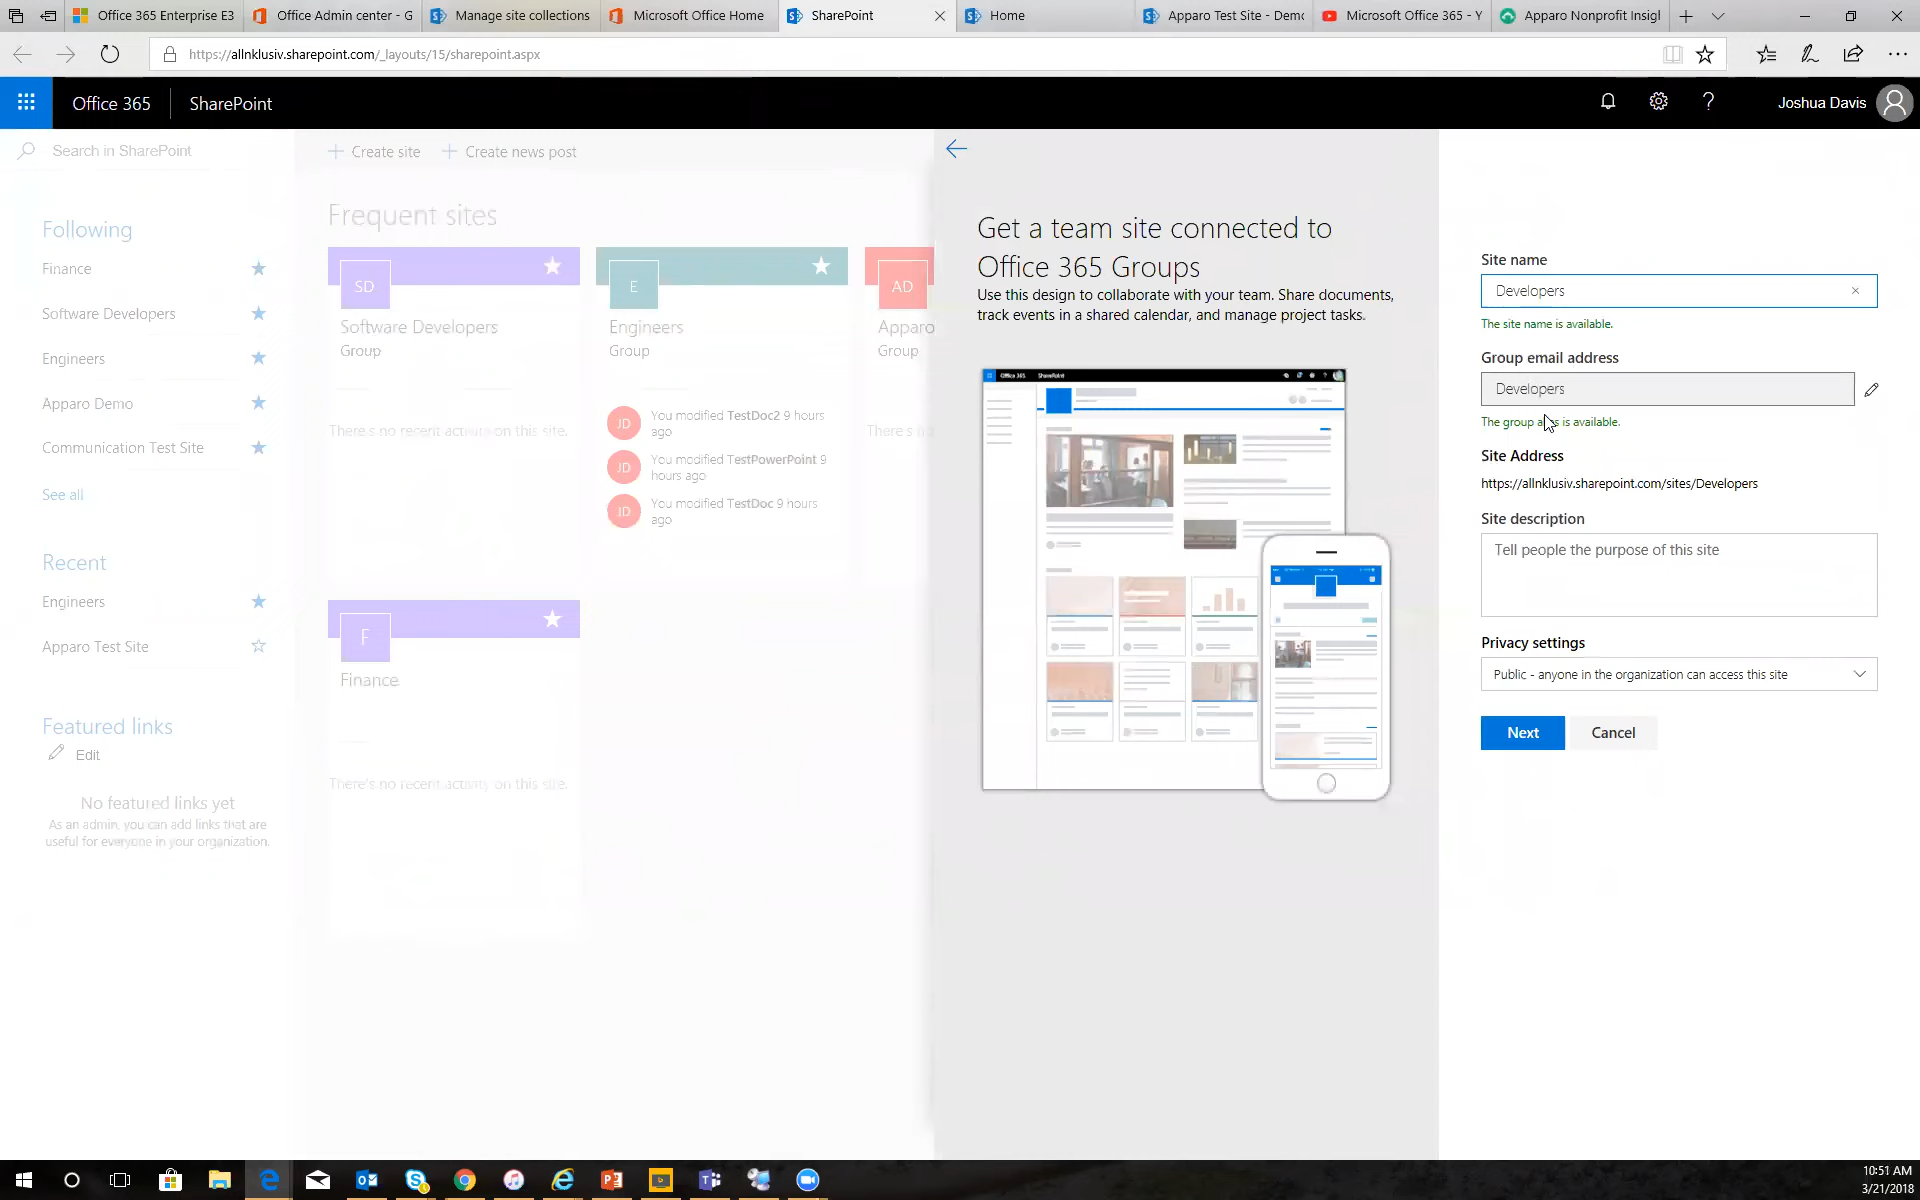 Office 365 Enterprise E3
Office Admin center - G
Manage site collections
Microsoft Office Home
SharePoint
Home
Apparo Test Site - Demo
Microsoft Office 365 - Y
Apparo Nonprofit Insigl
https://allnklusiv.sharepoint.com/_layouts/15/sharepoint.aspx
Office 365
SharePoint
Joshua Davis
Search in SharePoint
Following
Finance
Software Developers
Engineers
Apparo Demo
Communication Test Site
See all
Recent
Engineers
Apparo Test Site
Featured links
Edit
No featured links yet
As an admin, you can add links that are
useful for everyone in your organization.
Create site
Create news post
Frequent sites
SD
Software Developers
Group
There's no recent activity on this site.
E
Engineers
Group
JD
You modified TestDoc2 9 hours
ago
JD
You modified TestPowerPoint 9
hours ago
JD
You modified TestDoc 9 hours
ago
AD
Apparo
Group
There's n
F
Finance
There's no recent activity on this site.
Get a team site connected to
Office 365 Groups
Use this design to collaborate with your team. Share documents,
track events in a shared calendar, and manage project tasks.
Office 365
SharePoint
Site name
Developers
The site name is available.
Group email address
Developers
The group alias is available.
Site Address
https://allnklusiv.sharepoint.com/sites/Developers
Site description
Tell people the purpose of this site
Privacy settings
Public - anyone in the organization can access this site
Next
Cancel
10:51 AM
3/21/2018